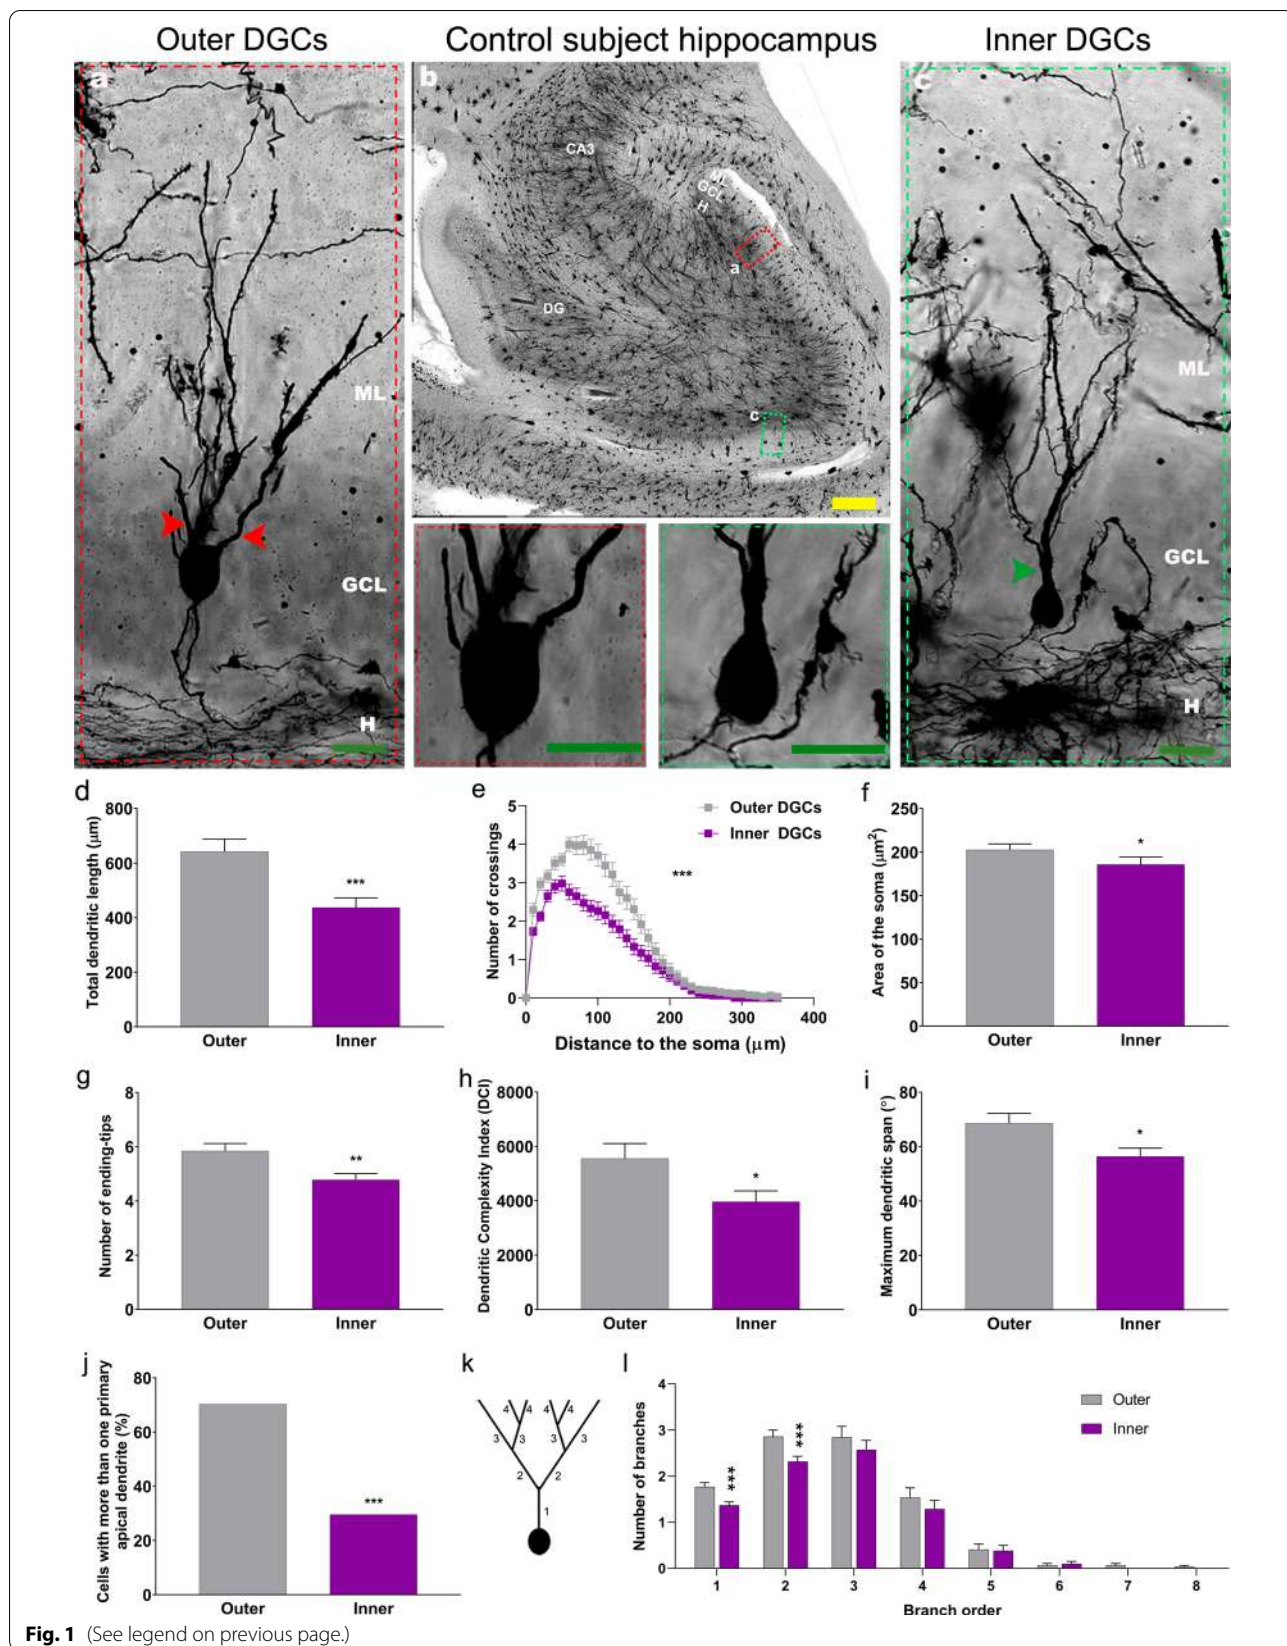 Outer DGCs
Control subject hippocampus
Inner DGCs
a
b
c
CA3
ML
GCL
H
a
DG
c
ML
GCL
H
ML
GCL
H
d
Total dendritic length (μm)
800
600
400
200
0
***
Outer
Inner
e
Number of crossings
5
4
3
2
1
0
Outer DGCs
Inner DGCs
***
0
100
200
300
400
Distance to the soma (μm)
f
Area of the soma (μm²)
250
200
150
100
50
0
*
Outer
Inner
g
Number of ending-tips
8
6
4
2
0
**
Outer
Inner
h
Dendritic Complexity Index (DCI)
8000
6000
4000
2000
0
*
Outer
Inner
i
Maximum dendritic span (°)
80
60
40
20
0
*
Outer
Inner
j
Cells with more than one primary
apical dendrite (%)
80
60
40
20
0
***
Outer
Inner
k
4 4 4 4
3 3 3 3
2 2
1
l
Number of branches
4
3
2
1
0
Outer
Inner
***
***
1 2 3 4 5 6 7 8
Branch order
Fig. 1 (See legend on previous page.)